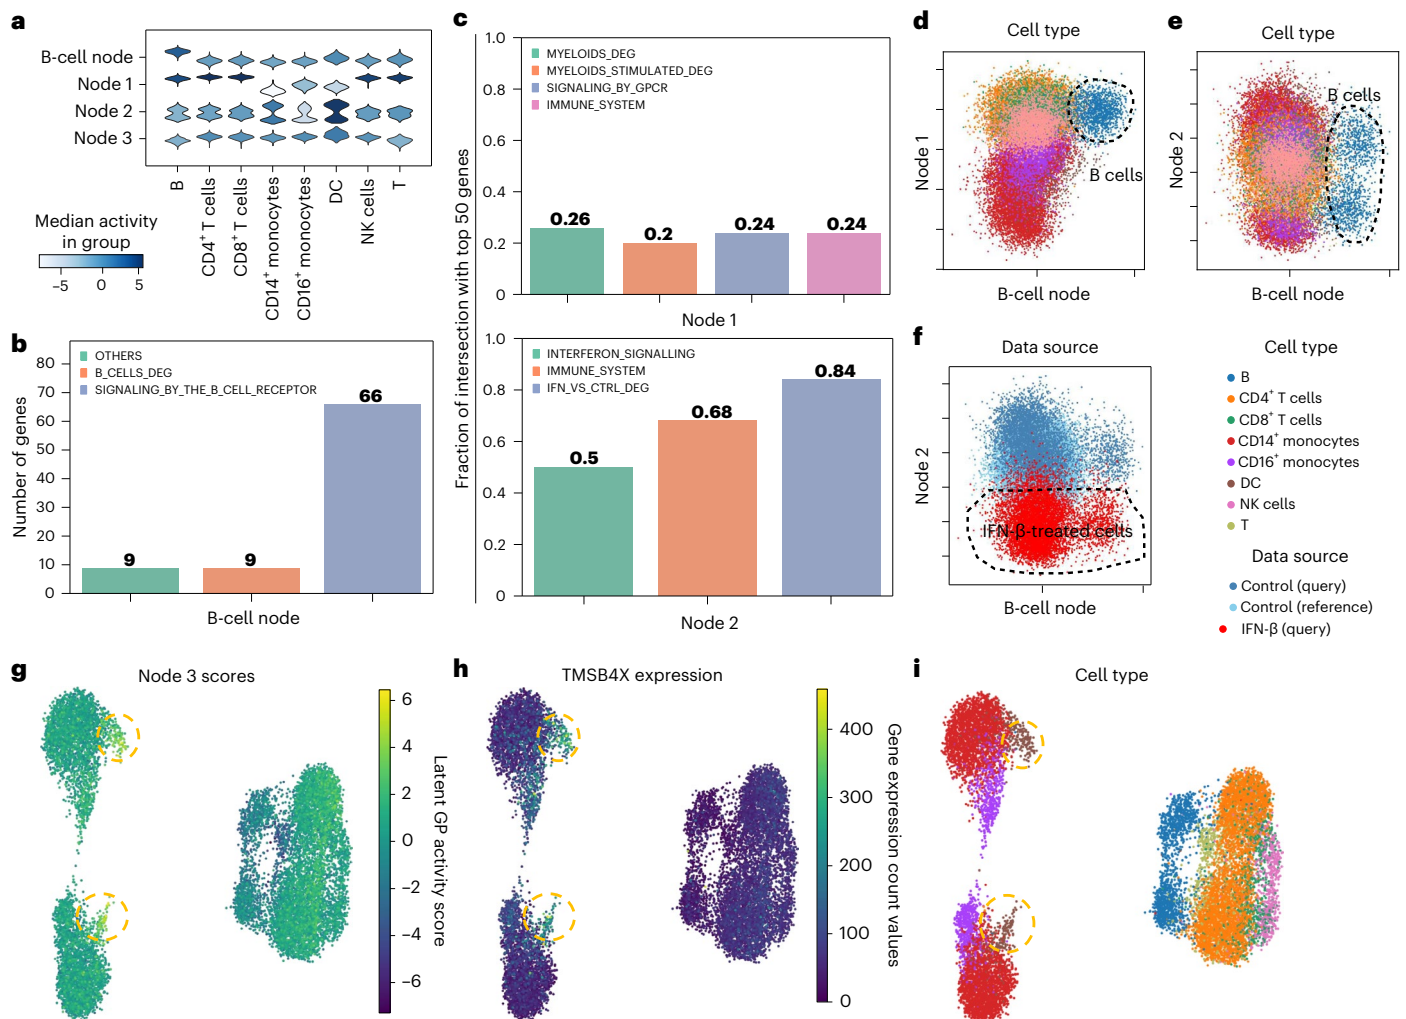 a
B-cell node
Node 1
Node 2
Node 3
B
CD4+ T cells
CD8+ T cells
CD14+ monocytes
CD16+ monocytes
DC
NK cells
T
Median activity
in group
−5
0
5
b
OTHERS
B_CELLS_DEG
SIGNALING_BY_THE_B_CELL_RECEPTOR
Number of genes
80
70
60
50
40
30
20
10
0
9
9
66
B-cell node
c
Fraction of intersection with top 50 genes
1.0
0.8
0.6
0.4
0.2
0
MYELOIDS_DEG
MYELOIDS_STIMULATED_DEG
SIGNALING_BY_GPCR
IMMUNE_SYSTEM
0.26
0.2
0.24
0.24
Node 1
1.0
0.8
0.6
0.4
0.2
0
INTERFERON_SIGNALLING
IMMUNE_SYSTEM
IFN_VS_CTRL_DEG
0.5
0.68
0.84
Node 2
d
Cell type
Node 1
B cells
B-cell node
e
Cell type
Node 2
B cells
B-cell node
f
Data source
Node 2
IFN-β-treated cells
B-cell node
Cell type
B
CD4+ T cells
CD8+ T cells
CD14+ monocytes
CD16+ monocytes
DC
NK cells
T
Data source
Control (query)
Control (reference)
IFN-β (query)
g
Node 3 scores
6
4
2
0
−2
−4
−6
Latent GP activity score
h
TMSB4X expression
400
300
200
100
0
Gene expression count values
i
Cell type